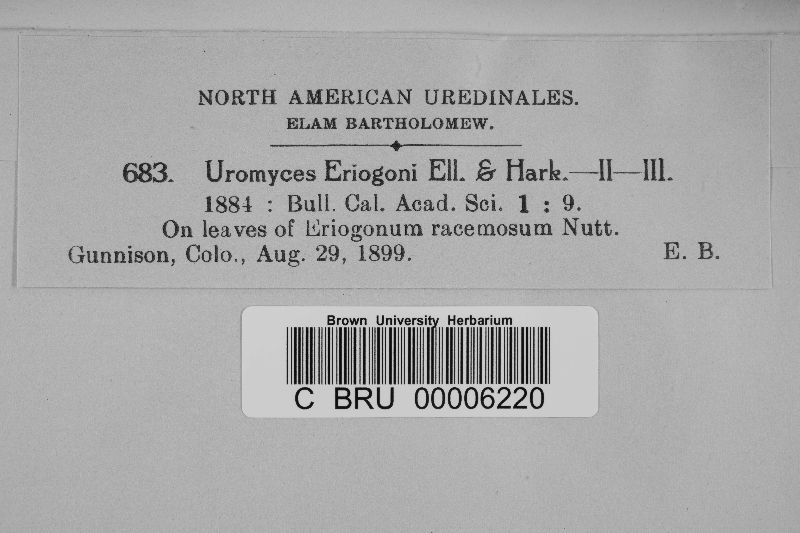 NORTH AMERICAN UREDINALES.
ELAM BARTHOLOMEW.
683. Uromyces Eriogoni Ell. & Hark.—II—III.
1884 : Bull. Cal. Acad. Sci. 1 : 9.
On leaves of Eriogonum racemosum Nutt.
Gunnison, Colo., Aug. 29, 1899. E. B.
Brown University Herbarium
C BRU 00006220